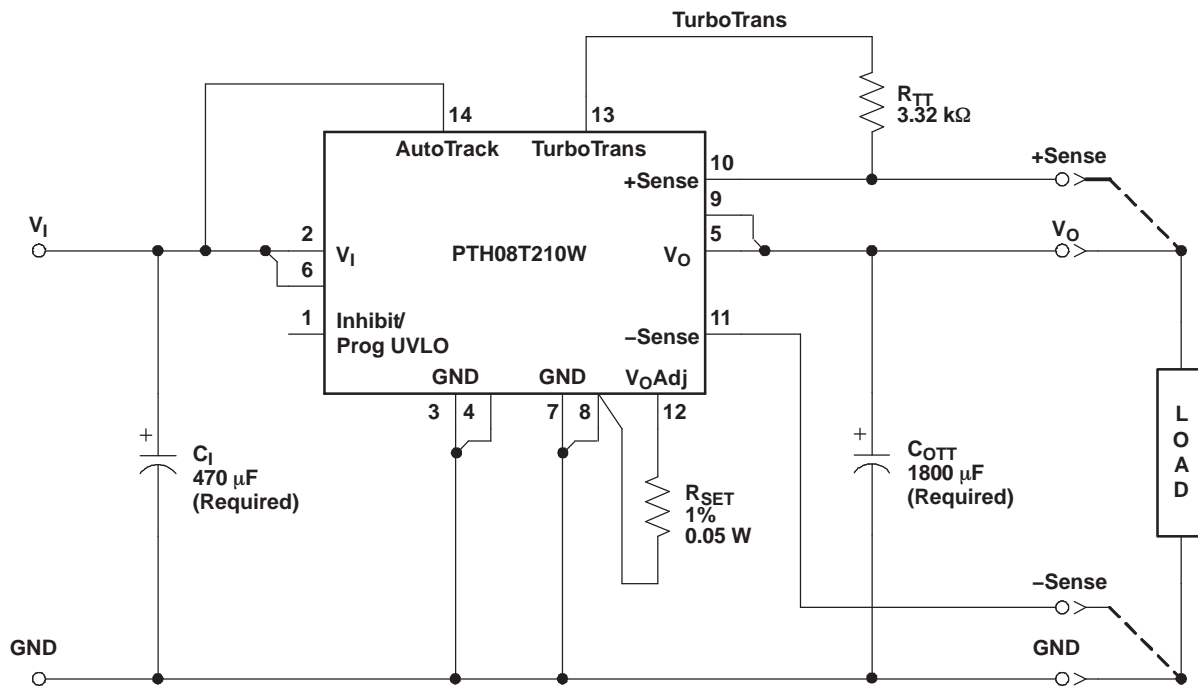 TurboTrans
R_TT
3.32 kΩ
14
13
AutoTrack
TurboTrans
10
+Sense
+Sense
9
V_I
2
V_I
PTH08T210W
V_O
5
V_O
6
1
Inhibit/
Prog UVLO
11
−Sense
GND
GND
V_OAdj
3
4
7
8
12
L
O
A
D
+
C_I
470 µF
(Required)
R_SET
1%
0.05 W
+
C_OTT
1800 µF
(Required)
−Sense
GND
GND